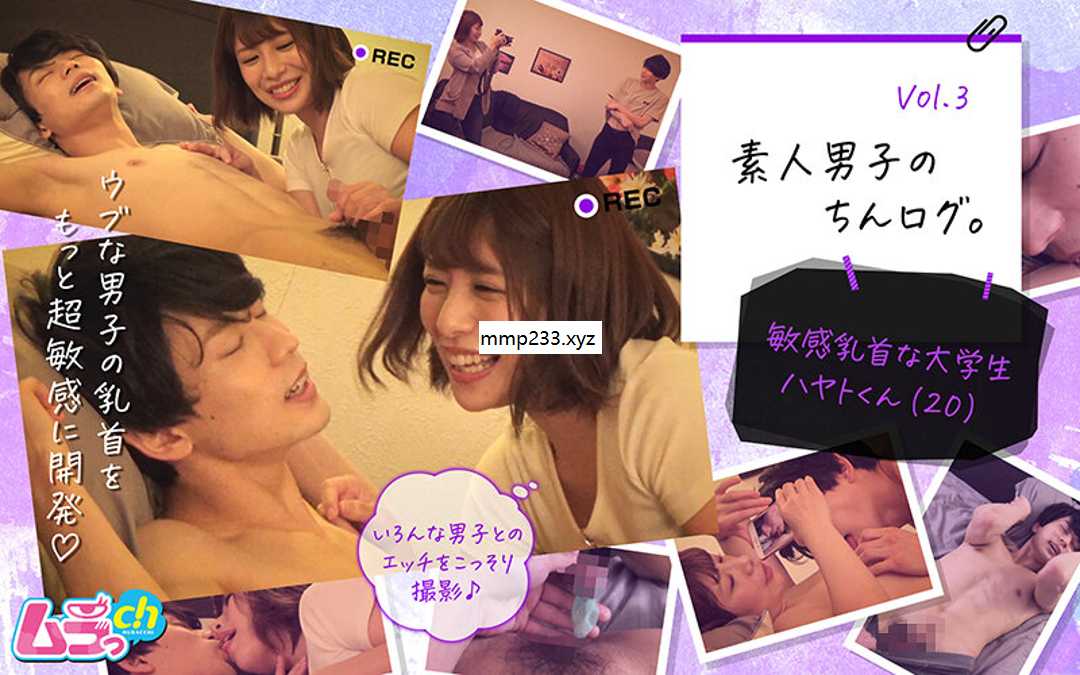 REC
Vol.3
素人男子の
ちんログ。
REC
ウブな男子の乳首を
もっと超敏感に開発♡
mmp233.xyz
敏感乳首な大学生
ハヤトくん(20)
いろんな男子との
エッチをこっそり
撮影♪
ムラっch
MURACCHI